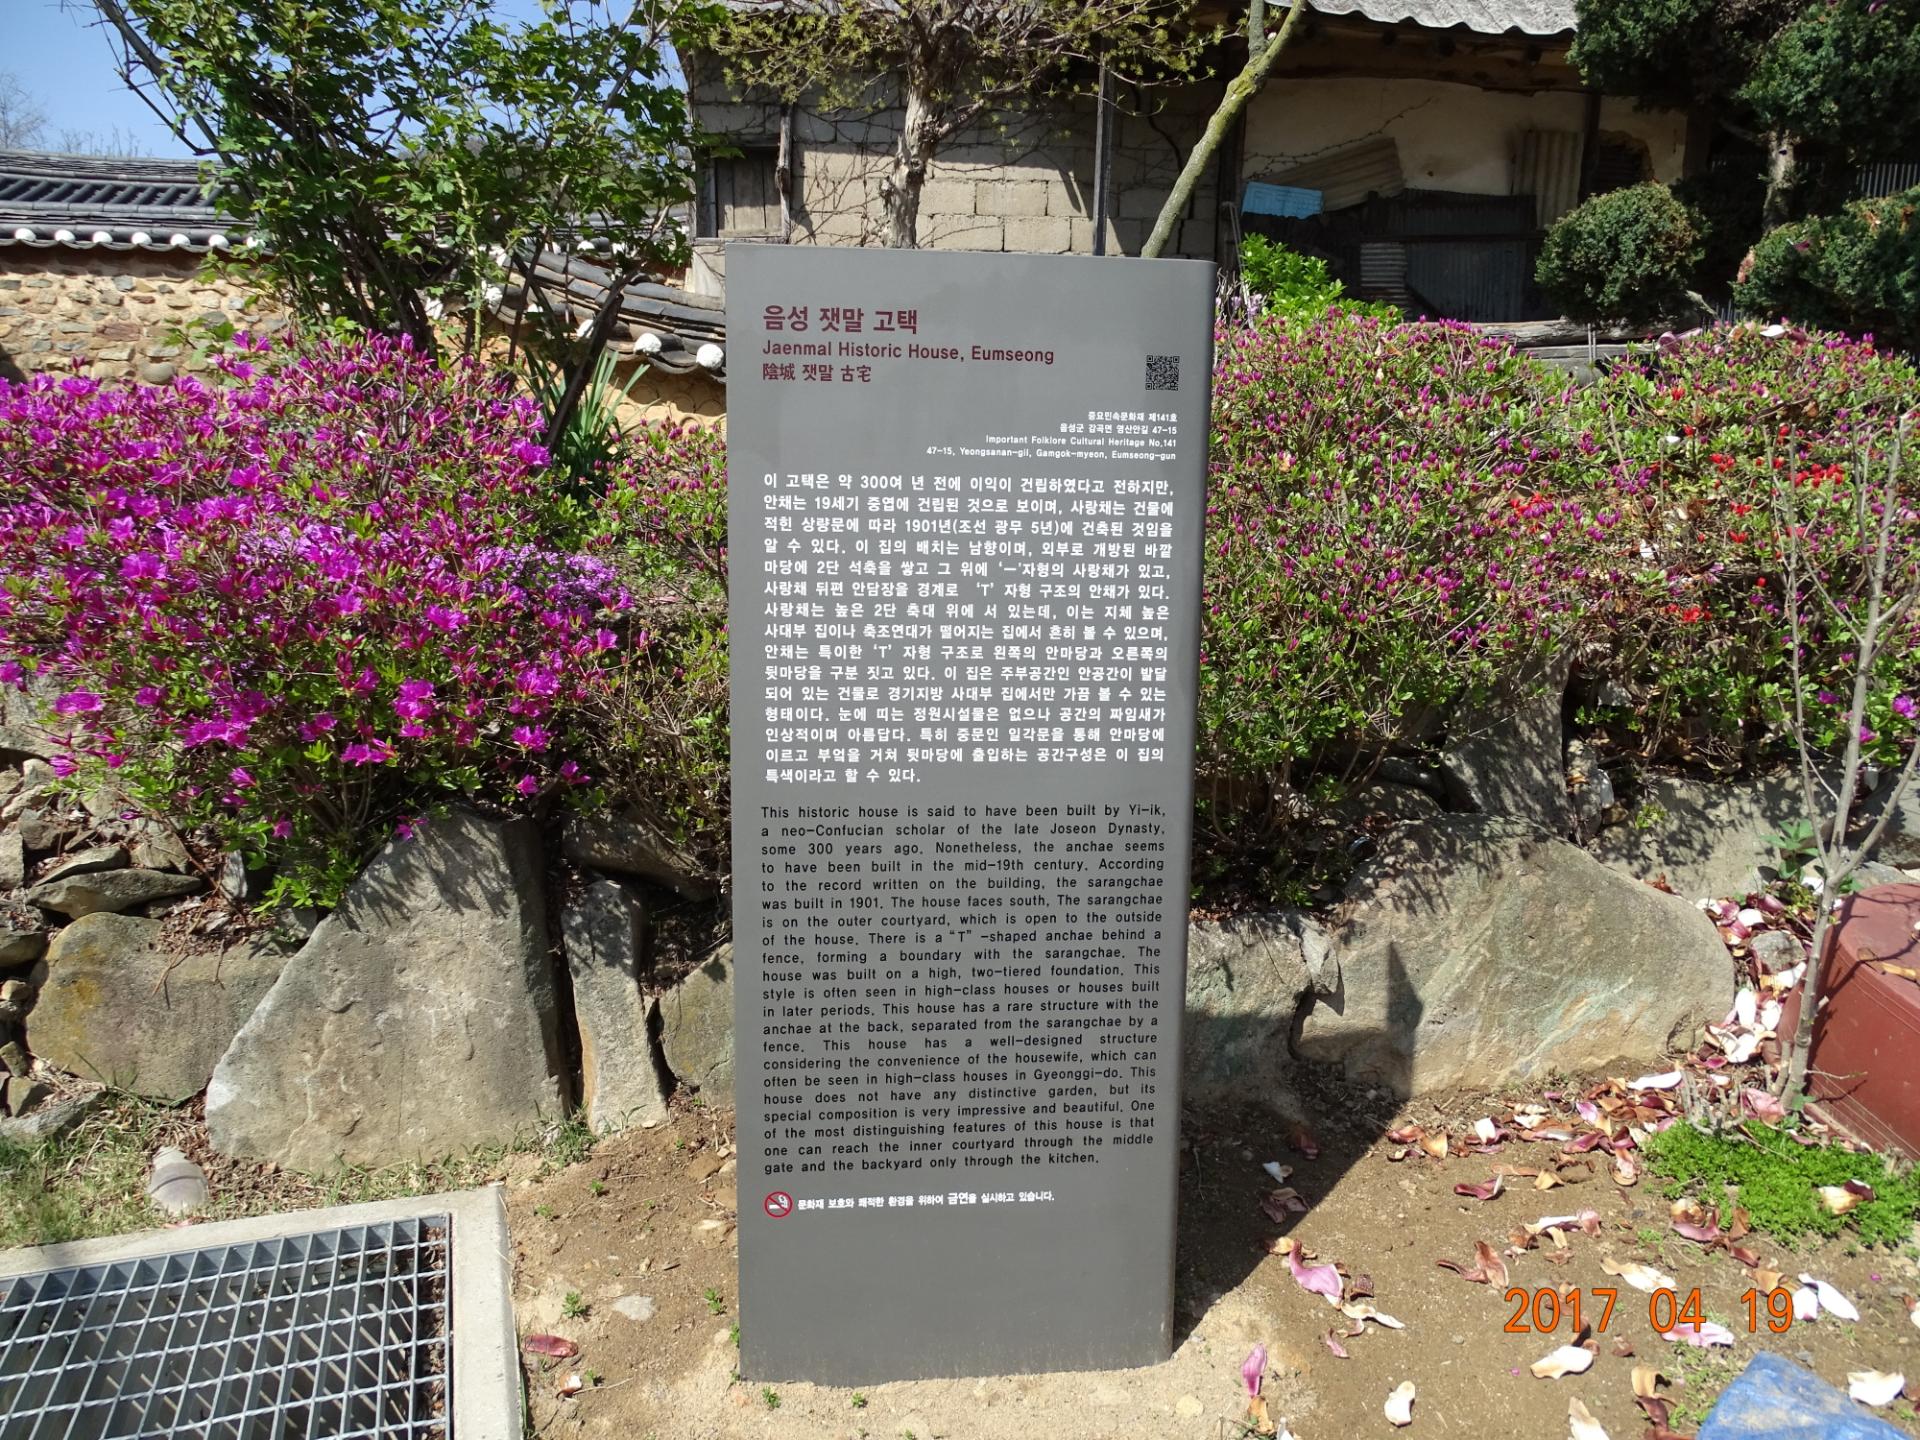 음성 잿말 고택
Jaenmal Historic House, Eumseong
陰城 잿말 古宅
중요민속문화재 제141호
음성군 감곡면 영산안길 47-15
Important Folklore Cultural Heritage No.141
47-15, Yeongsanan-gil, Gamgok-myeon, Eumseong-gun
이 고택은 약 300여 년 전에 이익이 건립하였다고 전하지만,
안채는 19세기 중엽에 건립된 것으로 보이며, 사랑채는 건물에
적힌 상량문에 따라 1901년(조선 광무 5년)에 건축된 것임을
알 수 있다. 이 집의 배치는 남향이며, 외부로 개방된 바깥
마당에 2단 석축을 쌓고 그 위에 ‘ㅡ’자형의 사랑채가 있고,
사랑채 뒤편 안담장을 경계로 ‘T’ 자형 구조의 안채가 있다.
사랑채는 높은 2단 축대 위에 서 있는데, 이는 지체 높은
사대부 집이나 축조연대가 떨어지는 집에서 흔히 볼 수 있으며,
안채는 특이한 ‘T’ 자형 구조로 왼쪽의 안마당과 오른쪽의
뒷마당을 구분 짓고 있다. 이 집은 주부공간인 안공간이 발달
되어 있는 건물로 경기지방 사대부 집에서만 가끔 볼 수 있는
형태이다. 눈에 띠는 정원시설물은 없으나 공간의 짜임새가
인상적이며 아름답다. 특히 중문인 일각문을 통해 안마당에
이르고 부엌을 거쳐 뒷마당에 출입하는 공간구성은 이 집의
특색이라고 할 수 있다.
This historic house is said to have been built by Yi-ik,
a neo-Confucian scholar of the late Joseon Dynasty,
some 300 years ago. Nonetheless, the anchae seems
to have been built in the mid-19th century. According
to the record written on the building, the sarangchae
was built in 1901. The house faces south. The sarangchae
is on the outer courtyard, which is open to the outside
of the house. There is a “T” -shaped anchae behind a
fence, forming a boundary with the sarangchae. The
house was built on a high, two-tiered foundation. This
style is often seen in high-class houses or houses built
in later periods. This house has a rare structure with the
anchae at the back, separated from the sarangchae by a
fence. This house has a well-designed structure
considering the convenience of the housewife, which can
often be seen in high-class houses in Gyeonggi-do. This
house does not have any distinctive garden, but its
special composition is very impressive and beautiful. One
of the most distinguishing features of this house is that
one can reach the inner courtyard through the middle
gate and the backyard only through the kitchen.
문화재 보호와 쾌적한 환경을 위하여 금연을 실시하고 있습니다.
2017 04 19